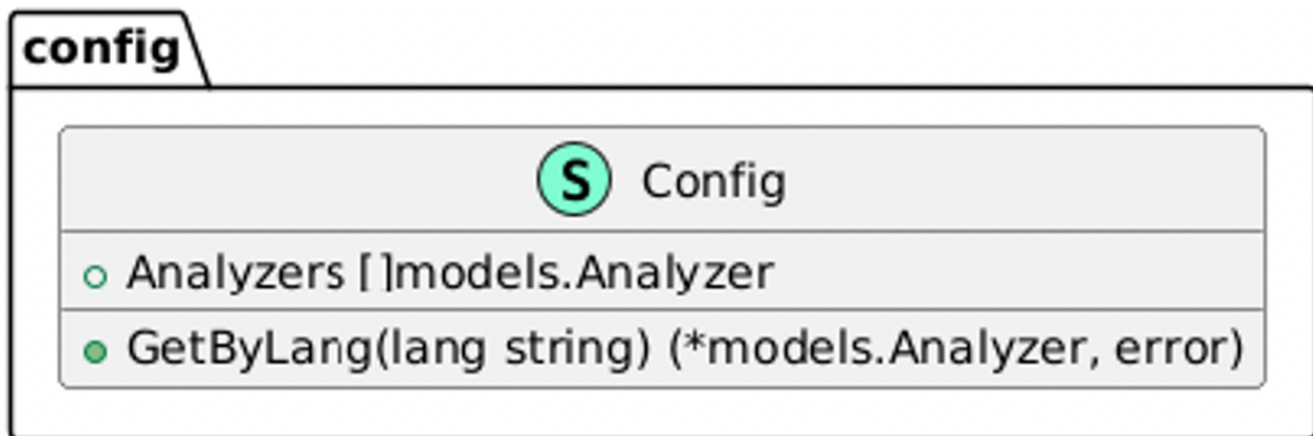 config
S Config
Analyzers []models.Analyzer
GetByLang(lang string) (*models.Analyzer, error)